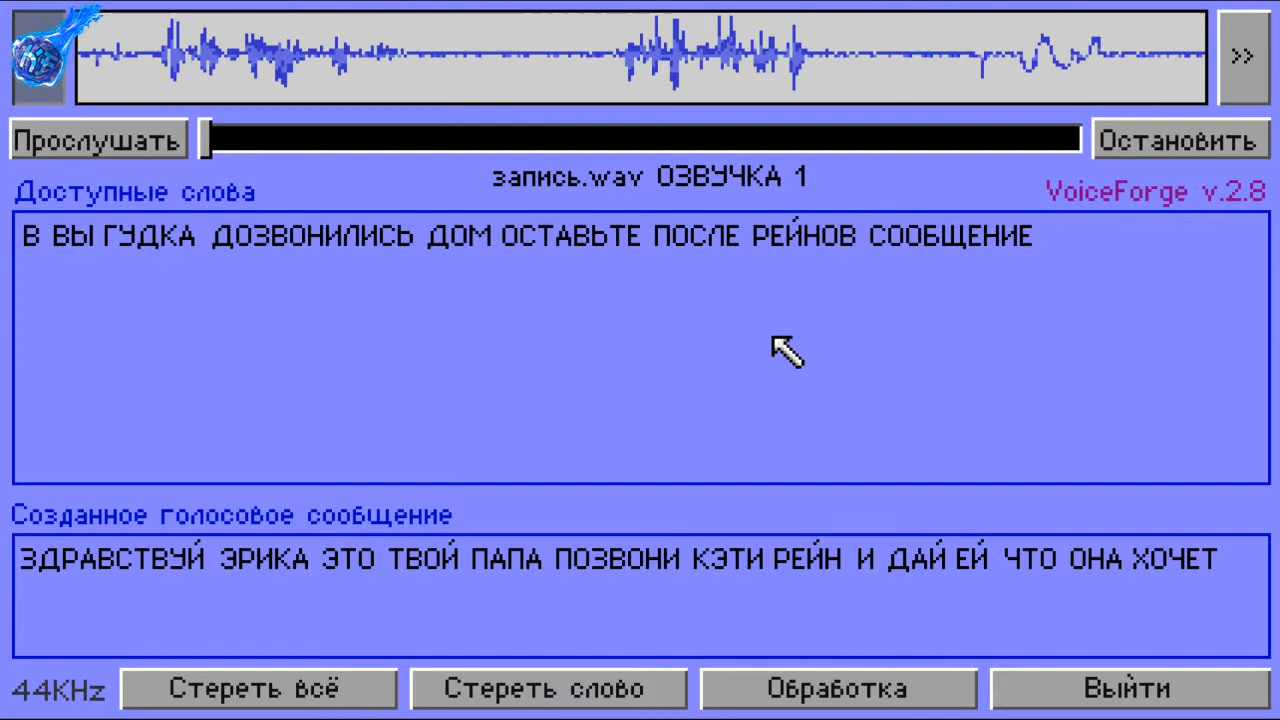 >>
Прослушать
Остановить
запись.wav ОЗВУЧКА 1
Доступные слова
VoiceForge v.2.8
В ВЫ ГУДКА ДОЗВОНИЛИСЬ ДОМ ОСТАВЬТЕ ПОСЛЕ РЕЙНОВ СООБЩЕНИЕ
Созданное голосовое сообщение
ЗДРАВСТВУЙ ЭРИКА ЭТО ТВОЙ ПАПА ПОЗВОНИ КЭТИ РЕЙН И ДАЙ ЕЙ ЧТО ОНА ХОЧЕТ
44KHz
Стереть всё
Стереть слово
Обработка
Выйти